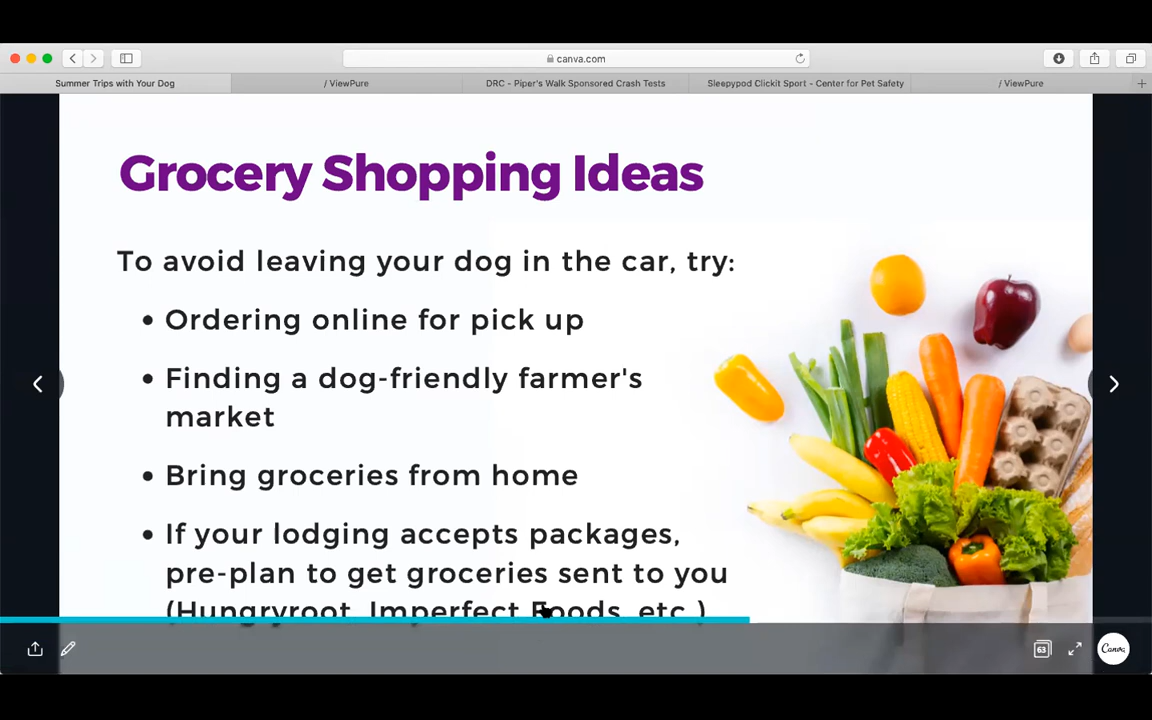 canva.com
Summer Trips with Your Dog
/ ViewPure
DRC - Piper's Walk Sponsored Crash Tests
Sleepypod Clickit Sport - Center for Pet Safety
/ ViewPure
Grocery Shopping Ideas
To avoid leaving your dog in the car, try:
• Ordering online for pick up
• Finding a dog-friendly farmer's
market
• Bring groceries from home
• If your lodging accepts packages,
pre-plan to get groceries sent to you
(Hungryroot, Imperfect Foods, etc.)
63
Canva